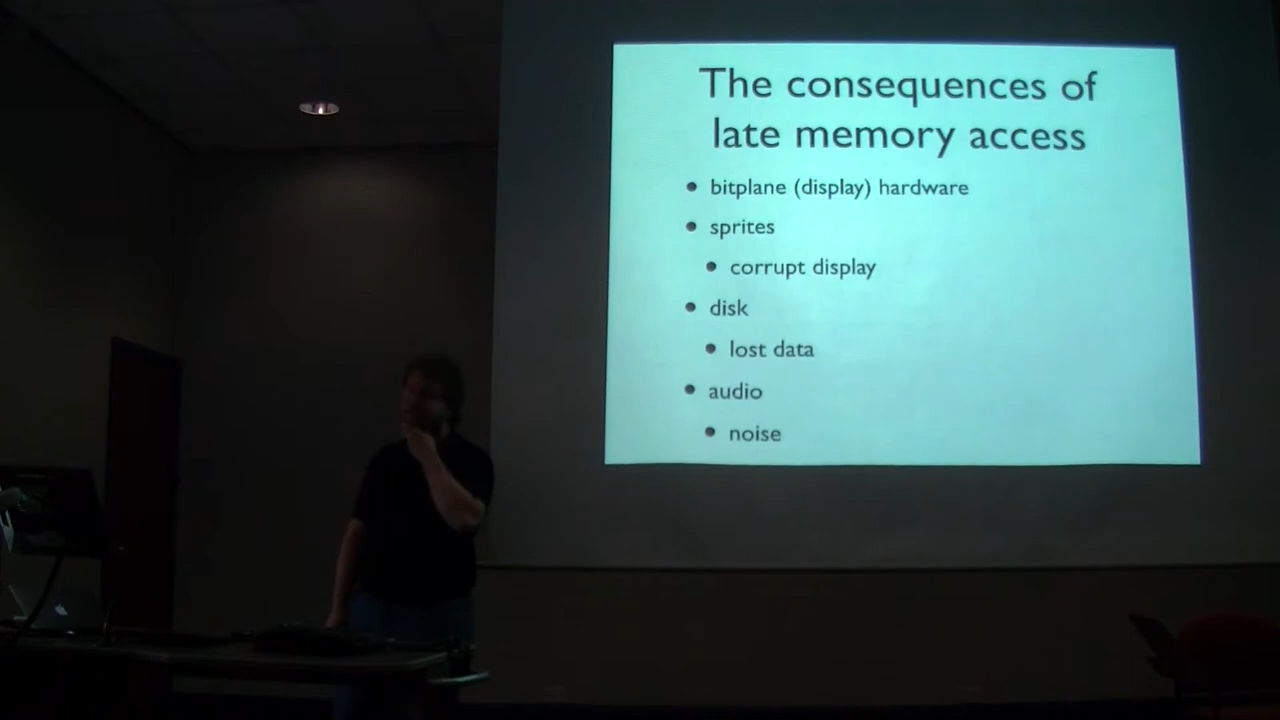 The consequences of
late memory access
• bitplane (display) hardware
• sprites
• corrupt display
• disk
• lost data
• audio
• noise